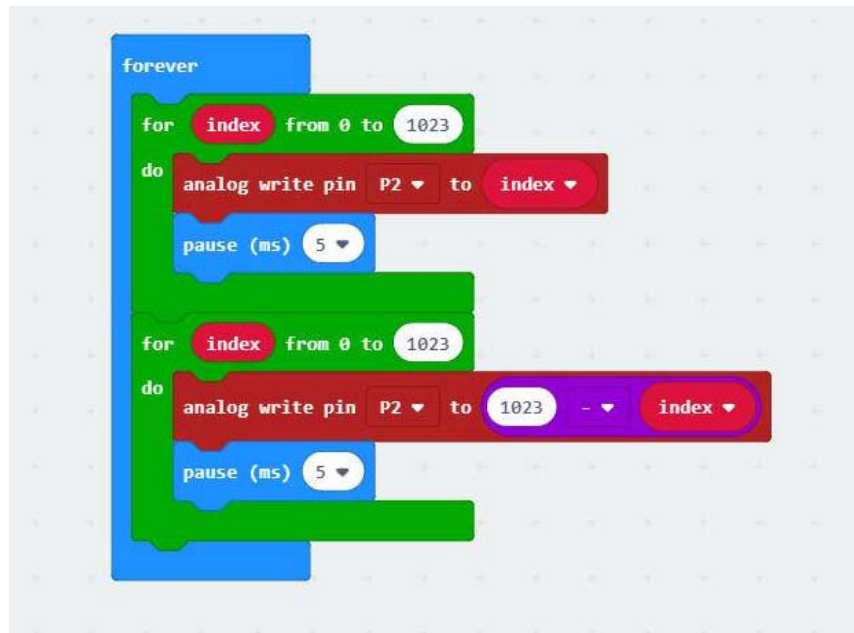 forever
for index from 0 to 1023
do
analog write pin P2 to index
pause (ms) 5
for index from 0 to 1023
do
analog write pin P2 to 1023 - index
pause (ms) 5